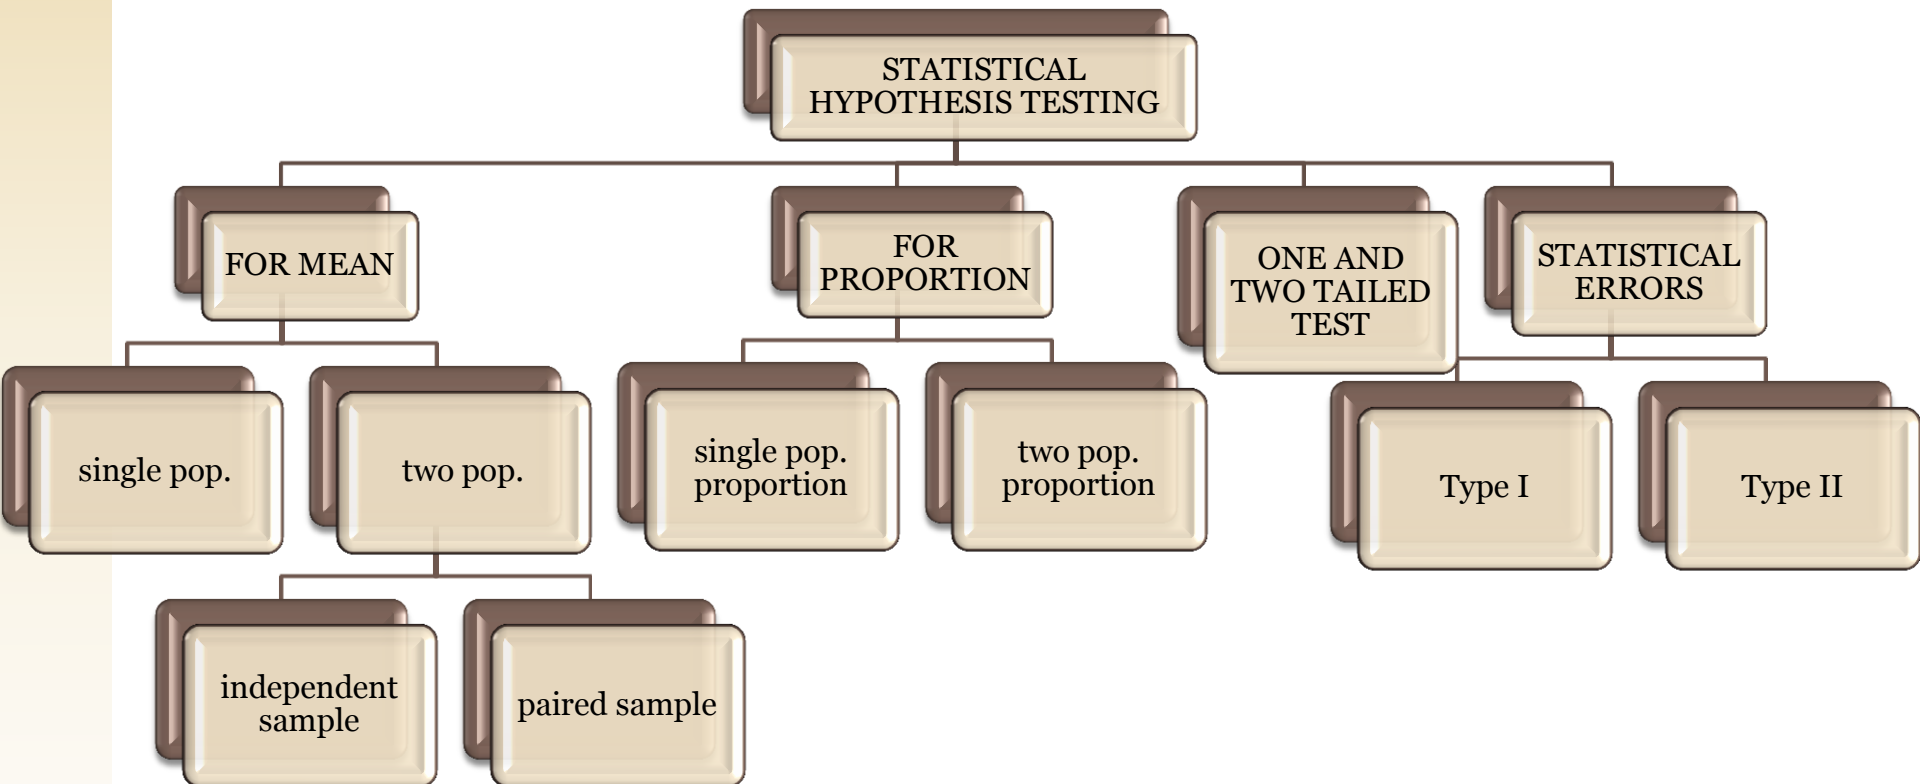 STATISTICAL
HYPOTHESIS TESTING
FOR MEAN
FOR
PROPORTION
ONE AND
TWO TAILED
TEST
STATISTICAL
ERRORS
single pop.
two pop.
single pop.
proportion
two pop.
proportion
Type I
Type II
independent
sample
paired sample